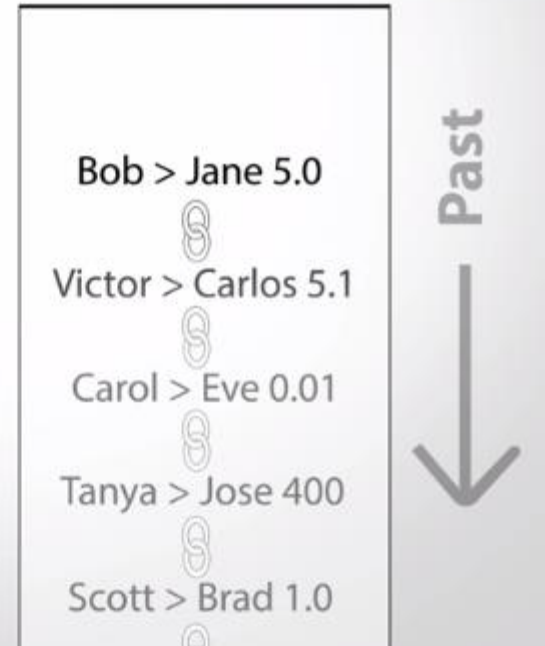 Bob > Jane 5.0
Victor > Carlos 5.1
Carol > Eve 0.01
Tanya > Jose 400
Scott > Brad 1.0
Past